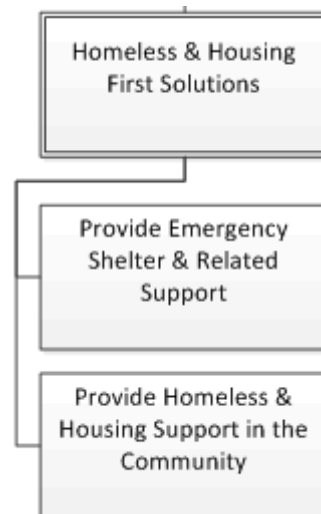 Homeless & Housing
First Solutions
Provide Emergency
Shelter & Related
Support
Provide Homeless &
Housing Support in the
Community